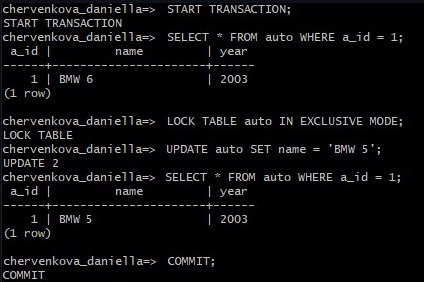 chervenkova_daniella=> START TRANSACTION;
START TRANSACTION
chervenkova_daniella=> SELECT * FROM auto WHERE a_id = 1;
 a_id |          name          | year
------+------------------------+------
    1 | BMW 6                  | 2003
(1 row)

chervenkova_daniella=> LOCK TABLE auto IN EXCLUSIVE MODE;
LOCK TABLE
chervenkova_daniella=> UPDATE auto SET name = 'BMW 5';
UPDATE 2
chervenkova_daniella=> SELECT * FROM auto WHERE a_id = 1;
 a_id |          name          | year
------+------------------------+------
    1 | BMW 5                  | 2003
(1 row)

chervenkova_daniella=> COMMIT;
COMMIT